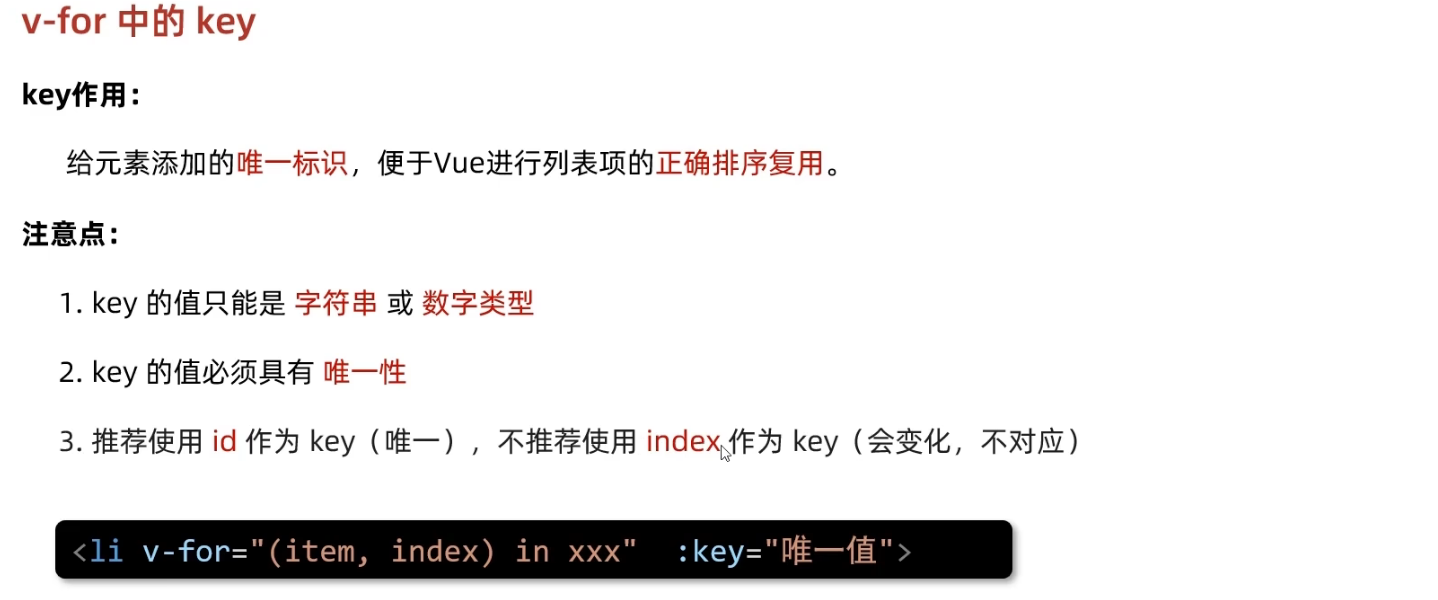 v-for 中的 key
key作用：
给元素添加的唯一标识，便于Vue进行列表项的正确排序复用。
注意点：
1. key 的值只能是 字符串 或 数字类型
2. key 的值必须具有 唯一性
3. 推荐使用 id 作为 key（唯一），不推荐使用 index 作为 key（会变化，不对应）
<li v-for="(item, index) in xxx"  :key="唯一值">